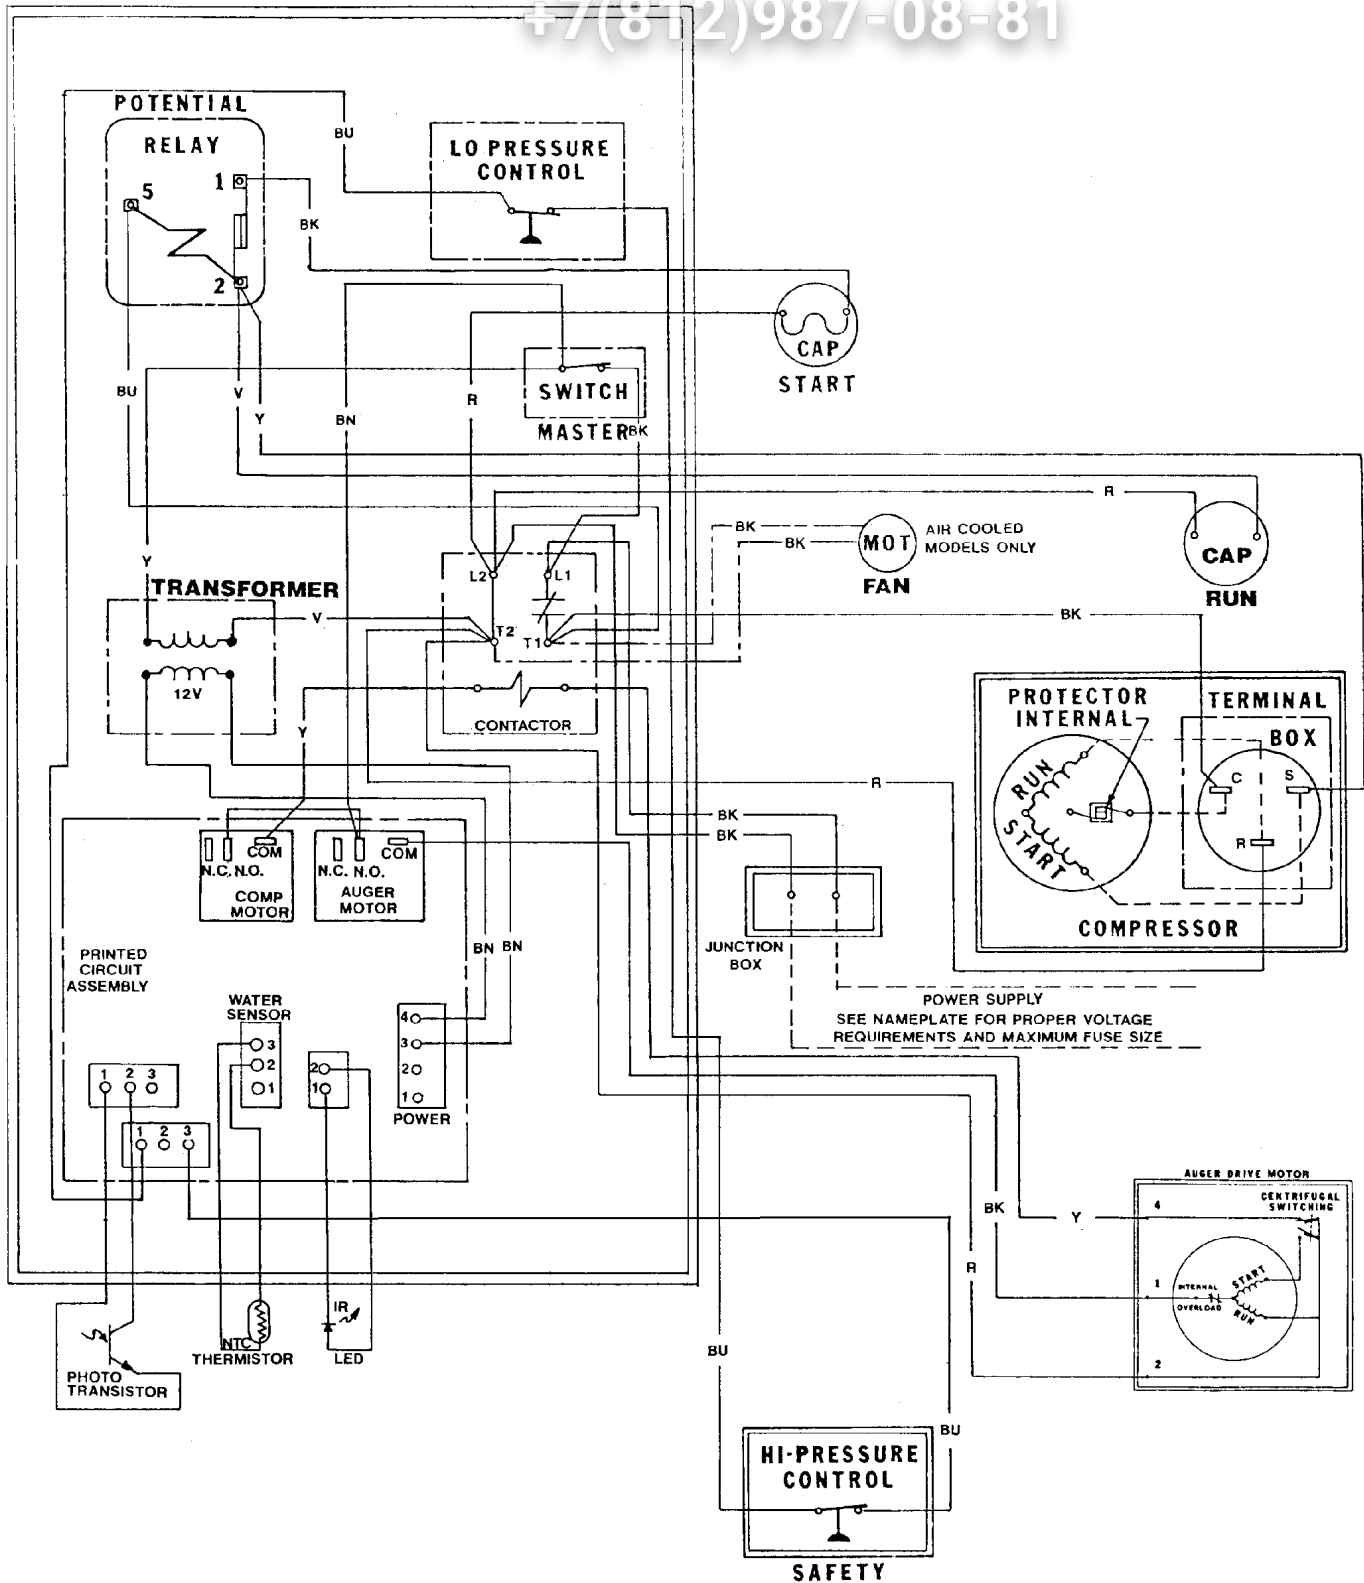 +7(812)987-08-81
POTENTIAL
RELAY
1
5
2
BU
LO PRESSURE
CONTROL
BK
CAP
START
BU
V
Y
BN
R
SWITCH
MASTER
BK
R
BK
BK
MOT
FAN
AIR COOLED
MODELS ONLY
CAP
RUN
Y
TRANSFORMER
12V
V
L2
L1
T2
T1
BK
CONTACTOR
Y
PROTECTOR
INTERNAL
TERMINAL
BOX
RUN
START
C
S
R
COMPRESSOR
R
BK
BK
COM
N.C. N.O.
COMP
MOTOR
COM
N.C. N.O.
AUGER
MOTOR
JUNCTION
BOX
PRINTED
CIRCUIT
ASSEMBLY
BN
BN
WATER
SENSOR
3
2
1
2
1
4
3
2
1
POWER
POWER SUPPLY
SEE NAMEPLATE FOR PROPER VOLTAGE
REQUIREMENTS AND MAXIMUM FUSE SIZE
1 2 3
1 2 3
AUGER DRIVE MOTOR
4
CENTRIFUGAL
SWITCHING
BK
Y
R
1
INTERNAL
OVERLOAD
START
RUN
2
IR
LED
NTC
THERMISTOR
PHOTO
TRANSISTOR
BU
BU
HI-PRESSURE
CONTROL
SAFETY